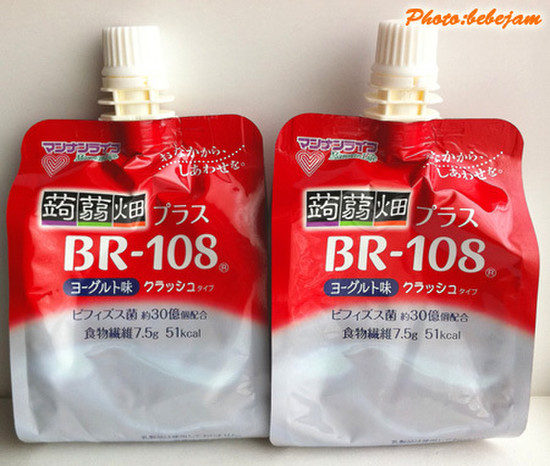 Photo:bebejam
マンナンライフ
MannanLife
おなかから、
しあわせを。
蒟蒻畑 プラス
BR-108®
ヨーグルト味 クラッシュタイプ
ビフィズス菌 約30億個配合
食物繊維7.5g 51kcal
マンナンライフ
MannanLife
おなかから、
しあわせを。
蒟蒻畑 プラス
BR-108®
ヨーグルト味 クラッシュタイプ
ビフィズス菌 約30億個配合
食物繊維7.5g 51kcal